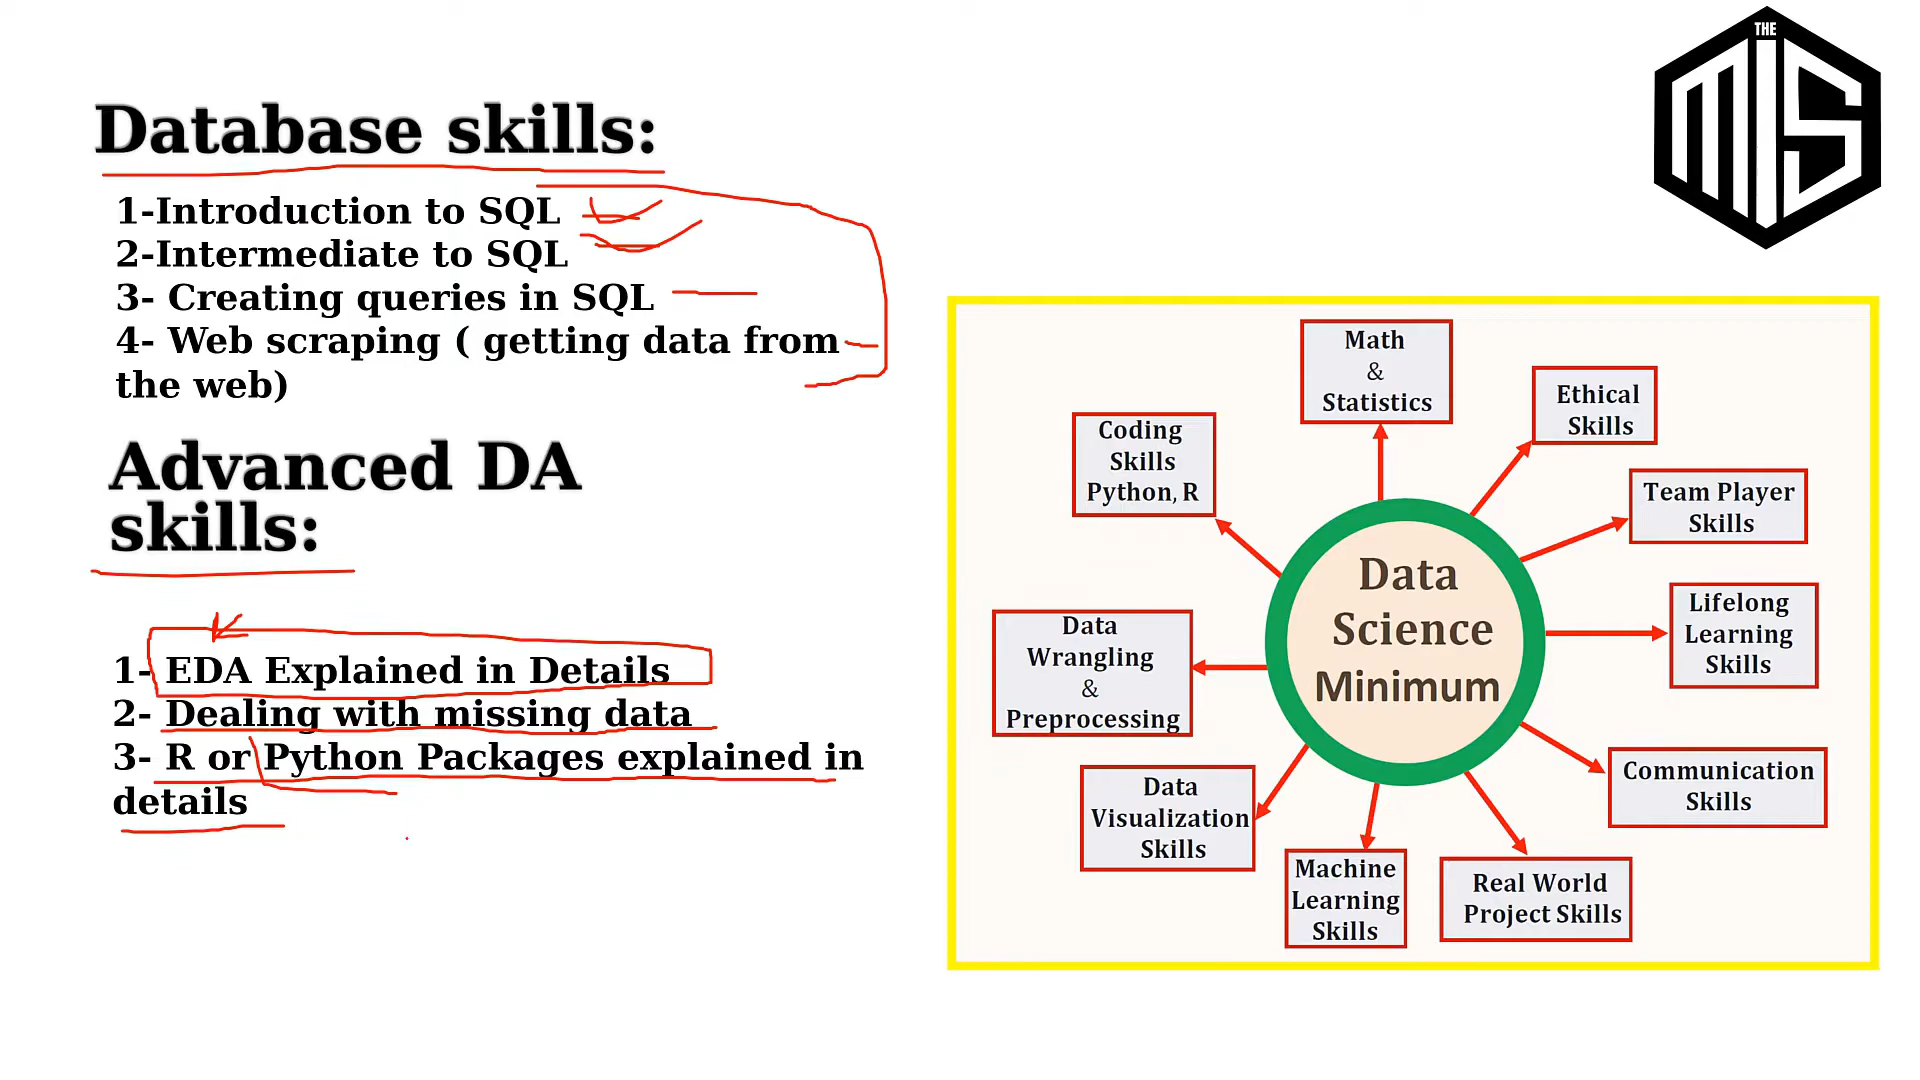 THE
MIS
Database skills:
1-Introduction to SQL
2-Intermediate to SQL
3- Creating queries in SQL
4- Web scraping ( getting data from
the web)
Advanced DA
skills:
1- EDA Explained in Details
2- Dealing with missing data
3- R or Python Packages explained in
details
Math
&
Statistics
Ethical
Skills
Coding
Skills
Python, R
Team Player
Skills
Data
Science
Minimum
Lifelong
Learning
Skills
Data
Wrangling
&
Preprocessing
Communication
Skills
Data
Visualization
Skills
Machine
Learning
Skills
Real World
Project Skills